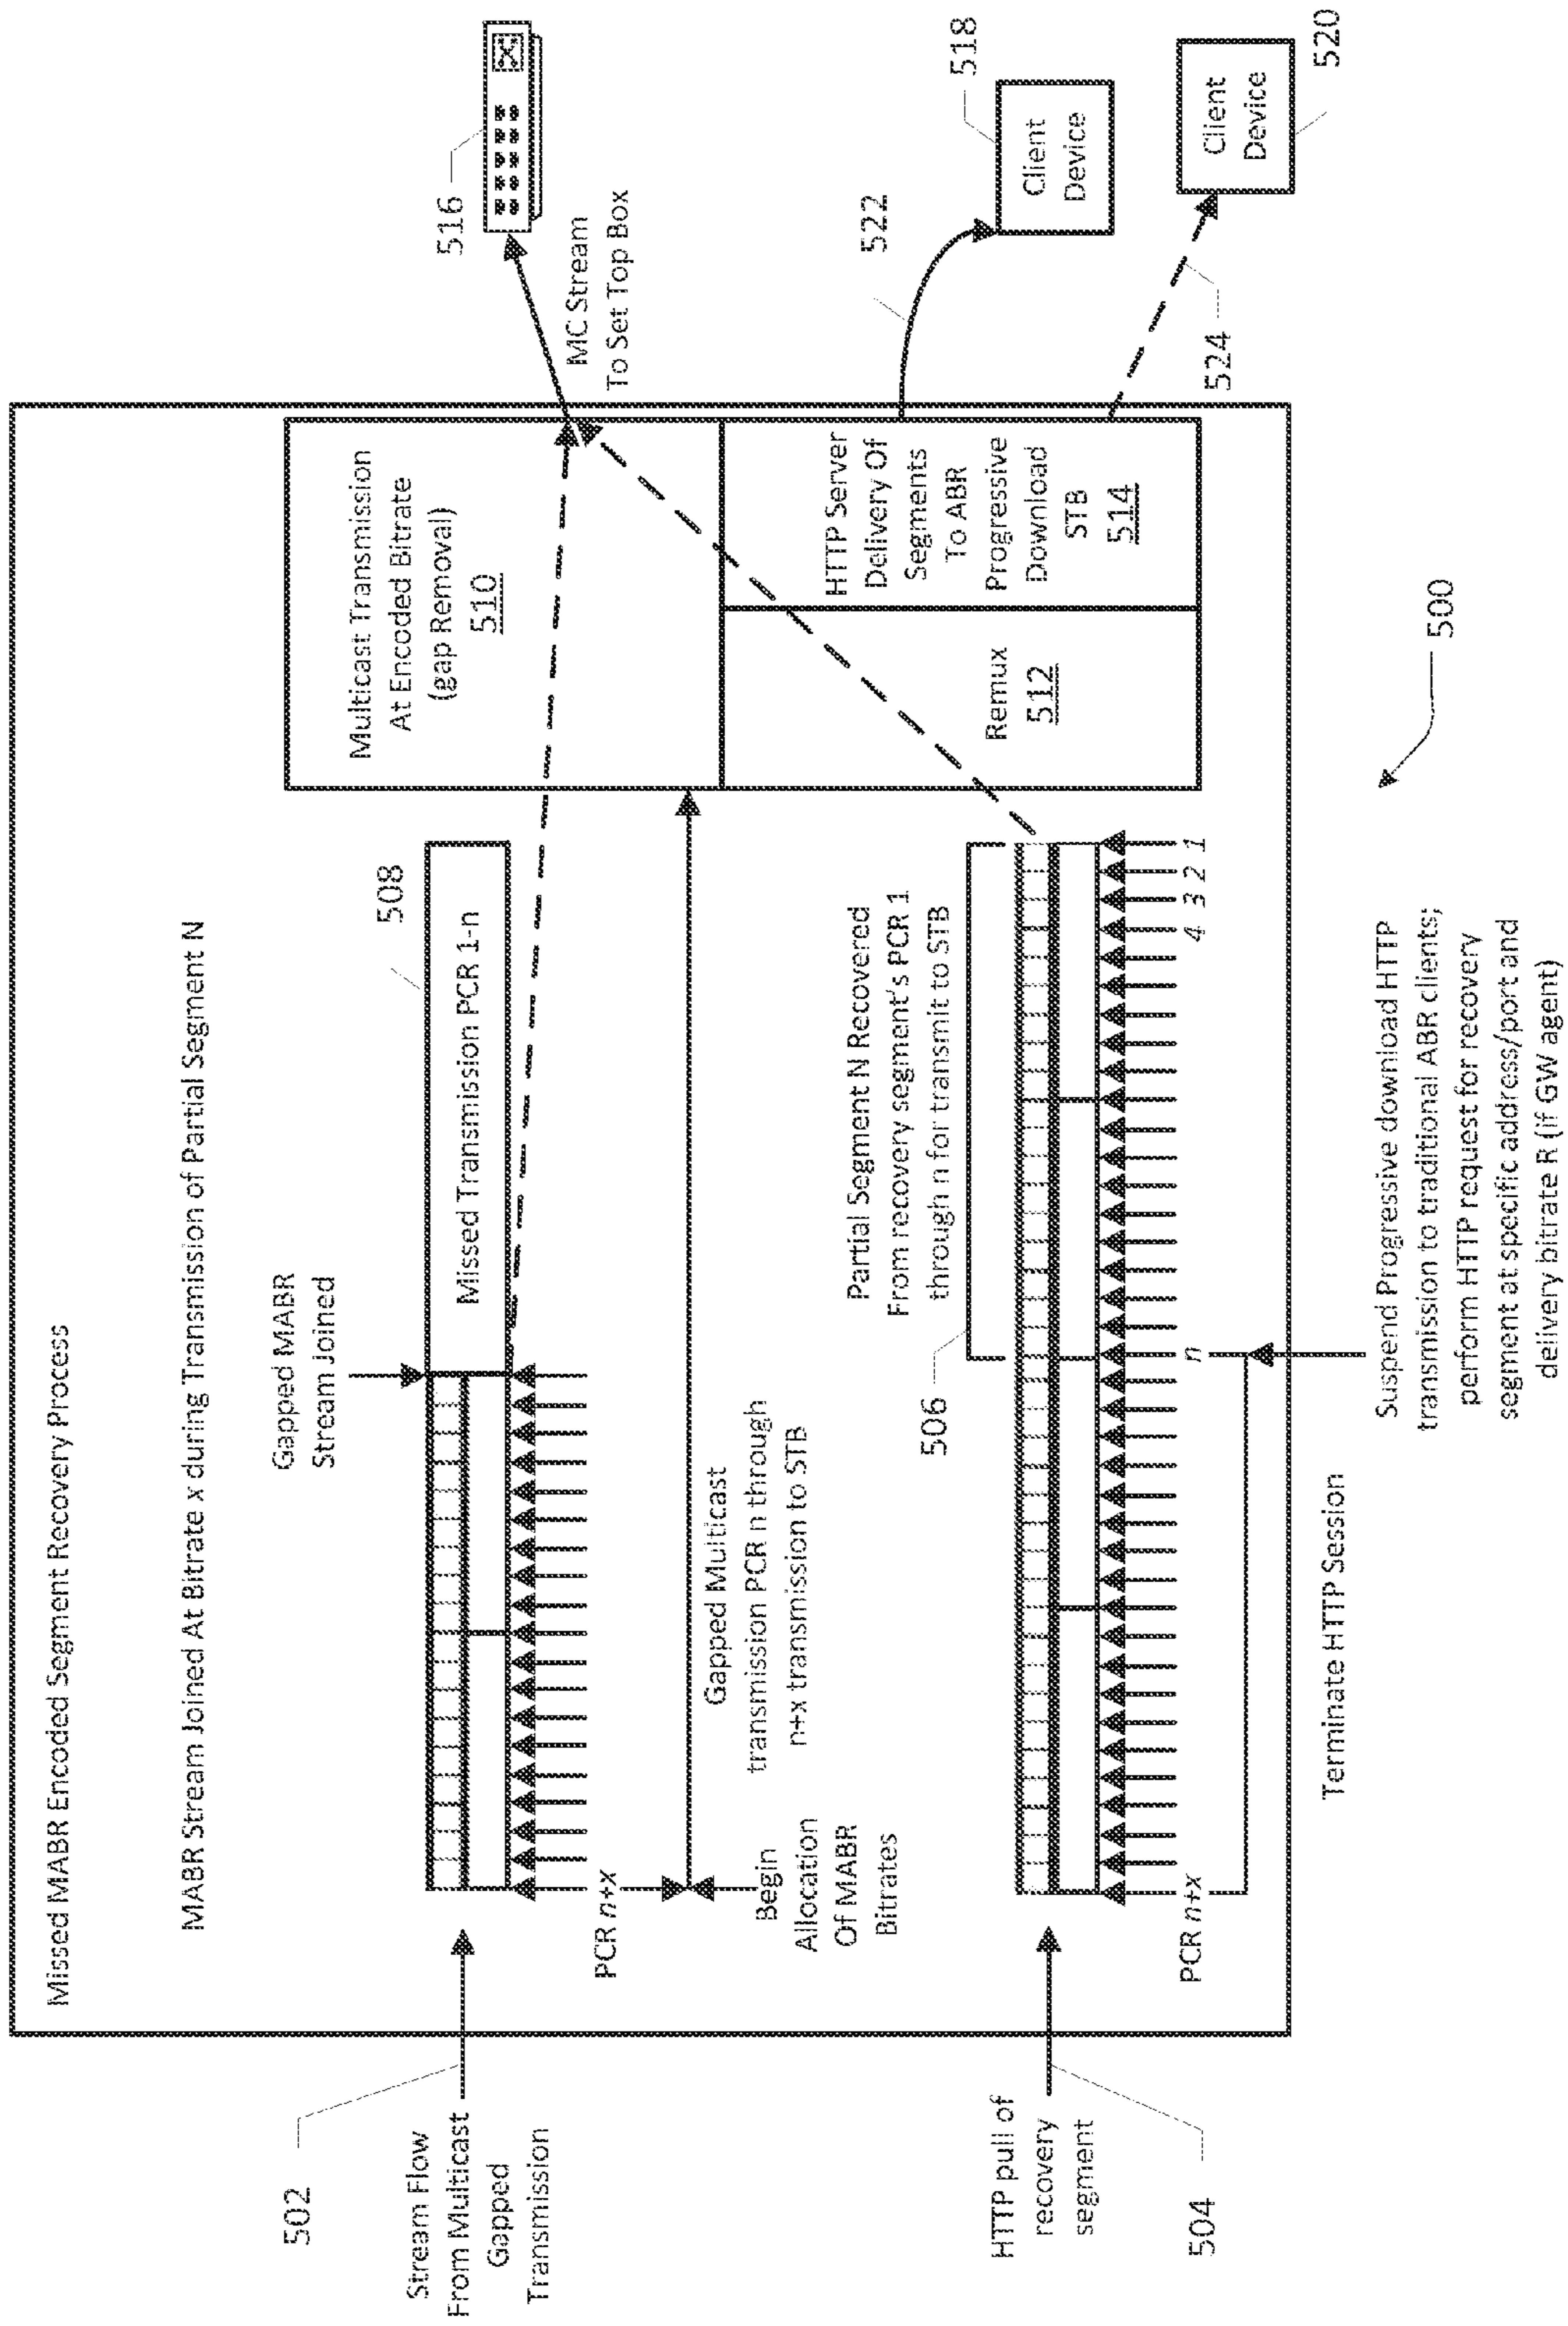 Missed MABR Encoded Segment Recovery Process
MABR Stream Joined At Bitrate x during Transmission of Partial Segment N
502
Stream Flow
From Multicast
Gapped
Transmission
Gapped MABR
Stream Joined
508
Missed Transmission PCR 1-n
PCR n+x
Begin
Allocation
Of MABR
Bitrates
Gapped Multicast
transmission PCR n through
n+x transmission to STB
Multicast Transmission
At Encoded Bitrate
(gap Removal)
510
516
MC Stream
To Set Top Box
HTTP pull of
recovery
segment
504
506
Partial Segment N Recovered
From recovery segment's PCR 1
through n for transmit to STB
PCR n+x
n
4 3 2 1
Remux
512
HTTP Server
Delivery Of
Segments
To ABR
Progressive
Download
STB
514
522
518
Client
Device
524
Client
Device
520
Terminate HTTP Session
Suspend Progressive download HTTP
transmission to traditional ABR clients;
perform HTTP request for recovery
segment at specific address/port and
delivery bitrate R (if GW agent)
500